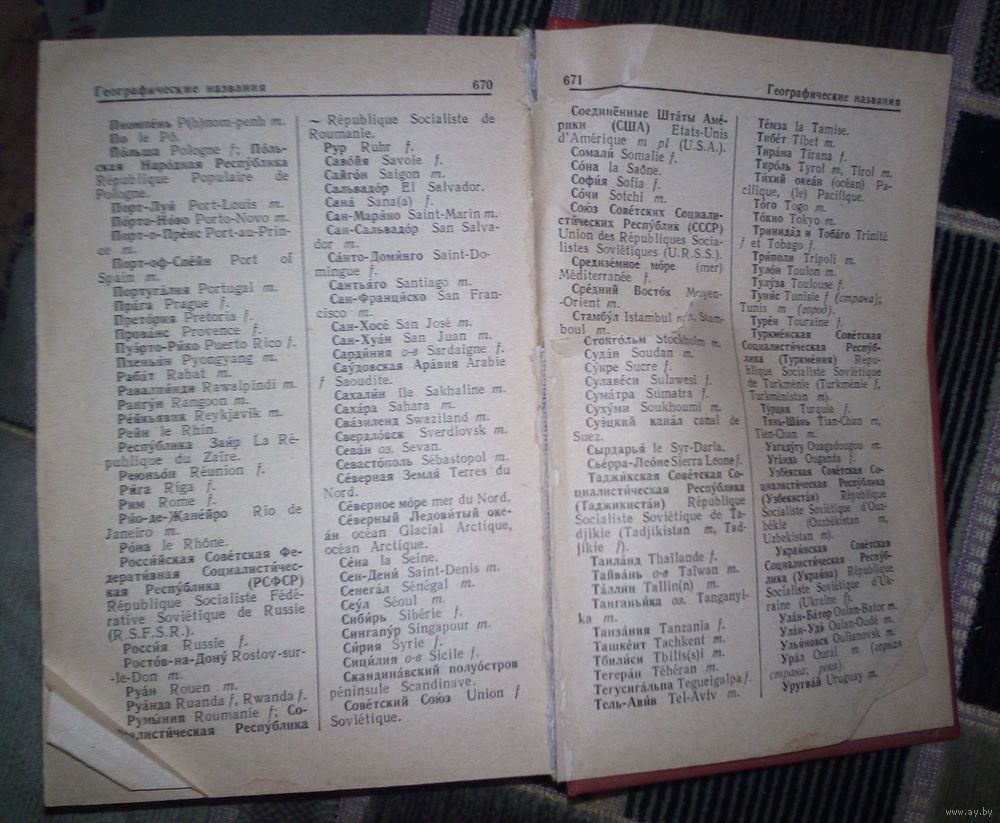 Географические названия
670
Пномпе́нь P(h)nom-penh m.
По le Pô.
По́льша Pologne f; По́ль-
ская Наро́дная Респу́блика
République Populaire de
Pologne.
Порт-Луи́ Port-Louis m.
Порто-Но́во Porto-Novo m.
Порт-о-Пре́нс Port-au-Prin-
ce m.
Порт-оф-Спе́йн Port of
Spain m.
Португа́лия Portugal m.
Пра́га Prague f.
Прето́рия Pretoria f.
Прова́нс Provence f.
Пуэ́рто-Ри́ко Puerto Rico f.
Пхенья́н Pyongyang m.
Раба́т Rabat m.
Равалпи́нди Rawalpindi m.
Рангу́н Rangoon m.
Ре́йкьявик Reykjavik m.
Рейн le Rhin.
Респу́блика Заи́р La Ré-
publique du Zaïre.
Реюньо́н Réunion f.
Ри́га Riga f.
Рим Rome f.
Ри́о-де-Жане́йро Rio de
Janeiro m.
Ро́на le Rhône.
Росси́йская Сове́тская Фе-
дерати́вная Социалисти́чес-
кая Респу́блика (РСФСР)
République Socialiste Fédé-
rative Soviétique de Russie
(R.S.F.S.R.).
Росси́я Russie f.
Росто́в-на-Дону́ Rostov-sur-
-le-Don m.
Руа́н Rouen m.
Руа́нда Ruanda f, Rwanda f.
Румы́ния Roumanie f; Со-
циалисти́ческая Респу́блика
~ République Socialiste de
Roumanie.
Рур Ruhr f.
Саво́йя Savoie f.
Сайго́н Saigon m.
Сальвадо́р El Salvador.
Сана́ Sana(a) f.
Сан-Мари́но Saint-Marin m.
Сан-Сальвадо́р San Salva-
dor m.
Са́нто-Доми́нго Saint-Do-
mingue f.
Сантья́го Santiago m.
Сан-Франци́ско San Fran-
cisco m.
Сан-Хосе́ San José m.
Сан-Хуа́н San Juan m.
Сарди́ния о-в Sardaigne f.
Сау́довская Ара́вия Arabie
f Saoudite.
Сахали́н île Sakhaline m.
Саха́ра Sahara m.
Сва́зиленд Swaziland m.
Свердло́вск Sverdlovsk m.
Сева́н оз. Sevan.
Севасто́поль Sébastopol m.
Се́верная Земля́ Terres du
Nord.
Се́верное мо́ре mer du Nord.
Се́верный Ледови́тый оке-
а́н océan Glacial Arctique,
océan Arctique.
Се́на la Seine.
Сен-Дени́ Saint-Denis m.
Сенега́л Sénégal m.
Сеу́л Séoul m.
Сиби́рь Sibérie f.
Сингапу́р Singapour m.
Си́рия Syrie f.
Сици́лия о-в Sicile f.
Скандина́вский полуо́стров
péninsule Scandinave.
Сове́тский Сою́з Union f
Soviétique.
671
Географические названия
Соединённые Шта́ты Аме́-
рики (США) Etats-Unis
d'Amérique m pl (U.S.A.).
Сомали́ Somalie f.
Со́на la Saône.
Софи́я Sofia f.
Со́чи Sotchi m.
Сою́з Сове́тских Социали-
сти́ческих Респу́блик (СССР)
Union des Républiques Socia-
listes Soviétiques (U.R.S.S.).
Средизе́мное мо́ре (mer)
Méditerranée f.
Сре́дний Восто́к Moyen-
-Orient m.
Стамбу́л Istambul m, Stam-
boul m.
Стокго́льм Stockholm m.
Суда́н Soudan m.
Су́кре Sucre f.
Сулаве́си Sulawesi f.
Сума́тра Sumatra f.
Суху́ми Soukhoumi m.
Суэ́цкий кана́л canal de
Suez.
Сырдарья́ le Syr-Daria.
Сье́рра-Лео́не Sierra Leone f.
Таджи́кская Сове́тская Со-
циалисти́ческая Респу́блика
(Таджикиста́н) République
Socialiste Soviétique de Ta-
djikie (Tadjikistan m, Tad-
jikie f).
Таила́нд Thaïlande f.
Тайва́нь о-в Taïwan m.
Та́ллин Tallin(n) m.
Тангань́ика оз. Tanganyi-
ka m.
Танза́ния Tanzania f.
Ташке́нт Tachkent m.
Тбили́си Tbilis(s)i m.
Тегера́н Téhéran m.
Тегусига́льпа Tegucigalpa f.
Тель-Ави́в Tel-Aviv m.
Те́мза la Tamise.
Тибе́т Tibet m.
Тира́на Tirana f.
Тиро́ль Tyrol m, Tirol m.
Ти́хий океа́н (océan) Pa-
cifique, (le) Pacifique.
То́го Togo m.
То́кио Tokyo m.
Тринида́д и Тоба́го Trinité
f et Tobago f.
Три́поли Tripoli m.
Туло́н Toulon m.
Тулу́за Toulouse f.
Туни́с Tunisie f (страна);
Tunis m (город).
Туре́н Touraine f.
Туркме́нская Сове́тская
Социалисти́ческая Респу́б-
лика (Туркме́ния) Répu-
blique Socialiste Soviétique
de Turkménie (Turkménie f,
Turkménistan m).
Ту́рция Turquie f.
Тянь-Ша́нь Tian-Chan m,
Tien-Chan m.
Уагаду́гу Ouagadougou m.
Уга́нда Ouganda f.
Узбе́кская Сове́тская Со-
циалисти́ческая Респу́блика
(Узбекиста́н) République
Socialiste Soviétique d'Ouz-
békie (Ouzbékistan m,
Uzbekistan m).
Украи́нская Сове́тская
Социалисти́ческая Респу́б-
лика (Украи́на) République
Socialiste Soviétique d'Uk-
raine (Ukraine f).
Ула́н-Ба́тор Oulan-Bator m.
Ула́н-Удэ́ Oulan-Oudé m.
Улья́новск Oulianovsk m.
Ура́л Oural m (горная
страна; река).
Уругва́й Uruguay m.
www.ay.by